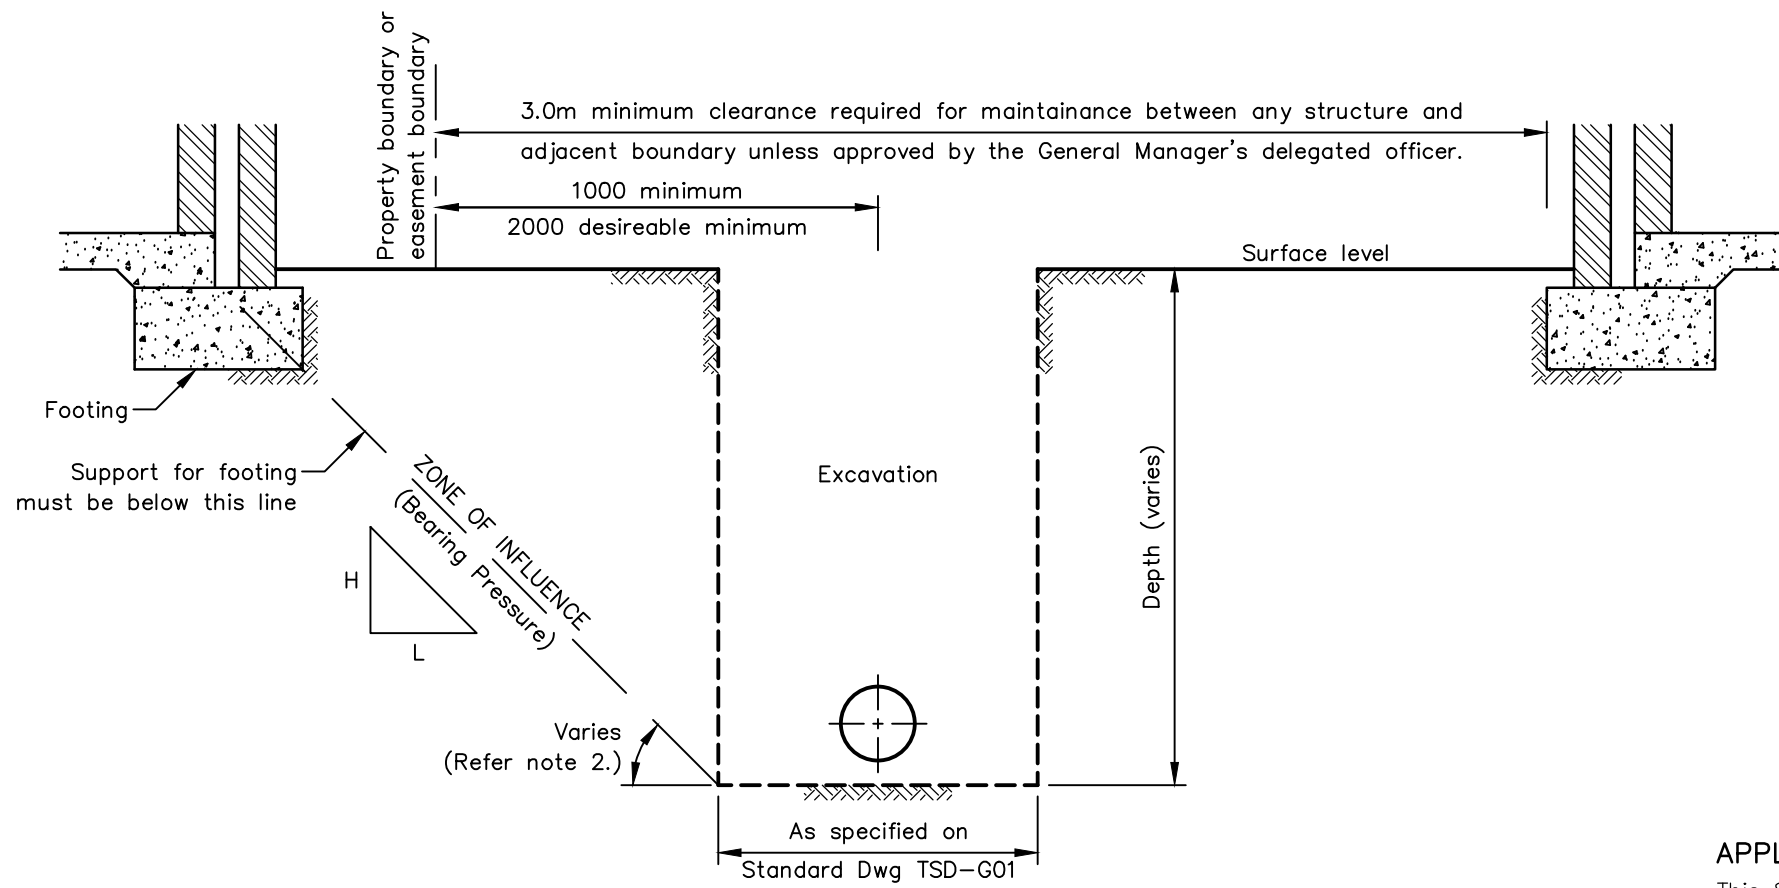 Property boundary or
easement boundary
3.0m minimum clearance required for maintainance between any structure and
adjacent boundary unless approved by the General Manager's delegated officer.
1000 minimum
2000 desireable minimum
Surface level
Footing
Support for footing
must be below this line
ZONE OF INFLUENCE
(Bearing Pressure)
H
L
Excavation
Depth (varies)
Varies
(Refer note 2.)
As specified on
Standard Dwg TSD-G01